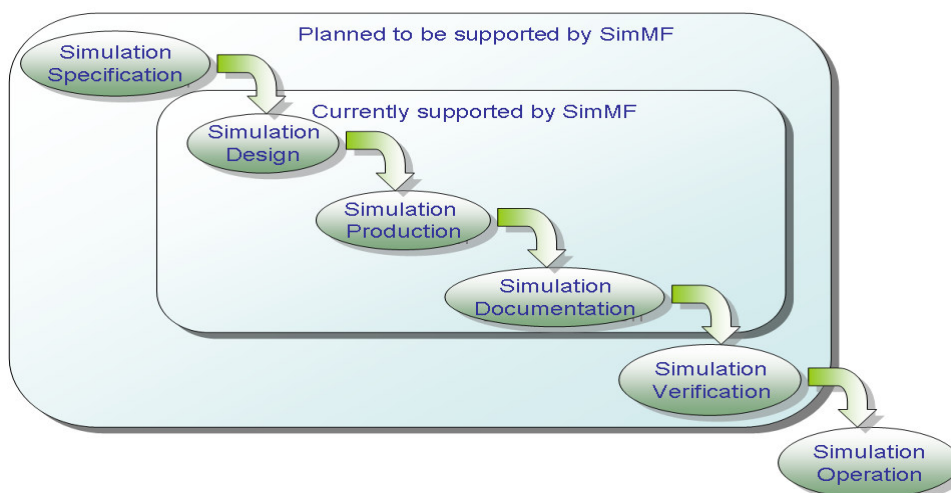 Planned to be supported by SimMF
Simulation
Specification
Currently supported by SimMF
Simulation
Design
Simulation
Production
Simulation
Documentation
Simulation
Verification
Simulation
Operation